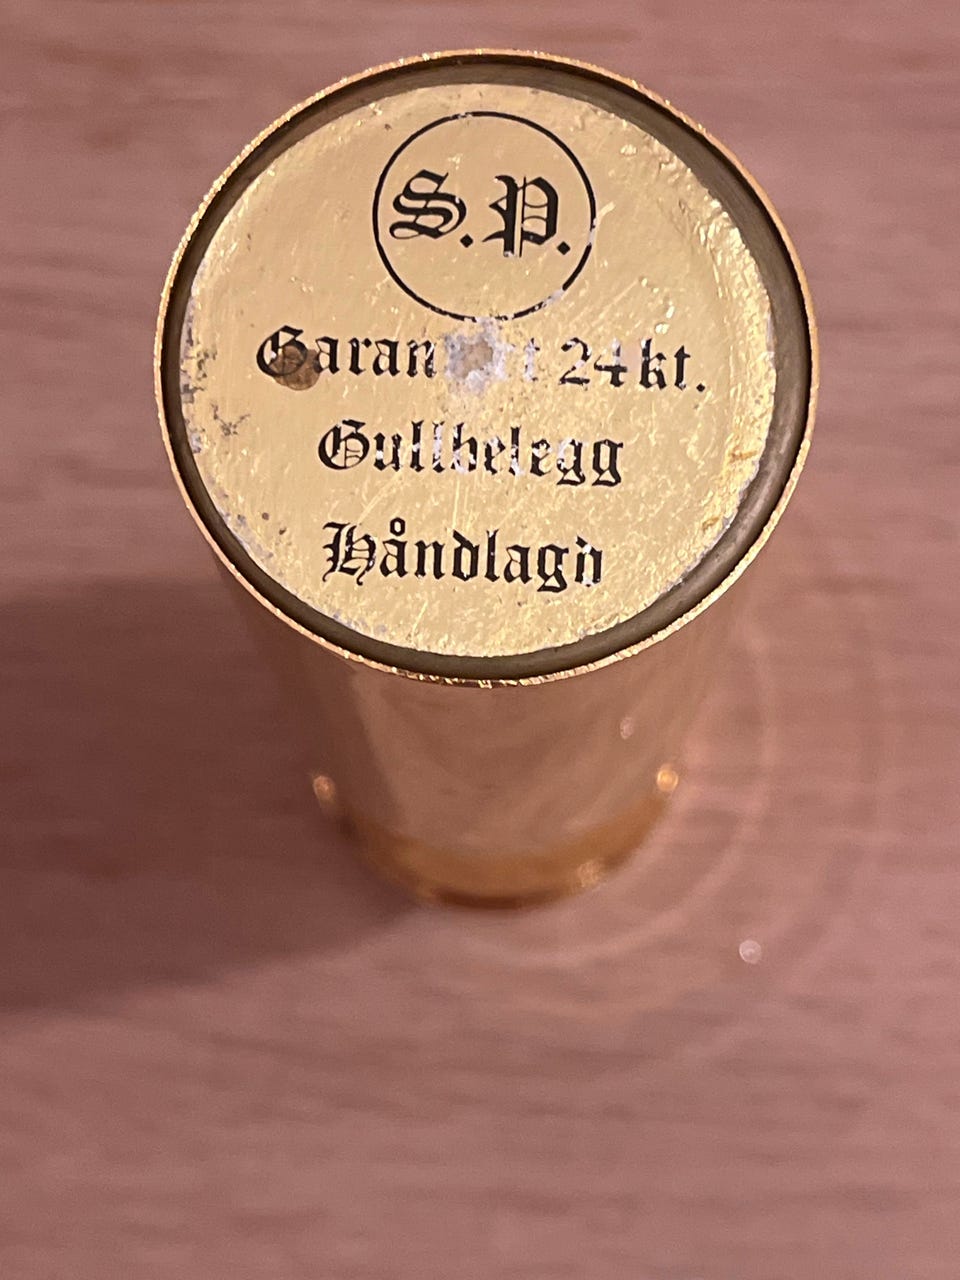 S.P.
24kt.
Gullbelegg
Håndlagd